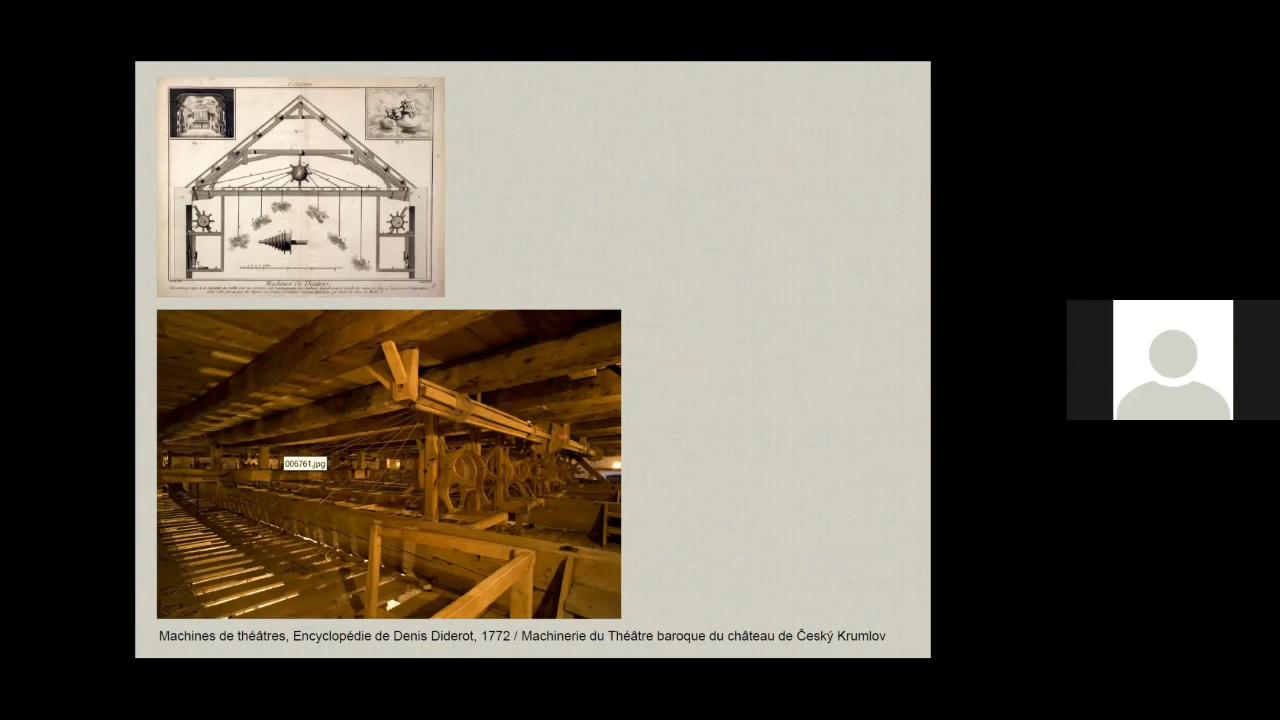 Machines de Théâtres.
006761.jpg
Machines de théâtres, Encyclopédie de Denis Diderot, 1772 / Machinerie du Théâtre baroque du château de Český Krumlov